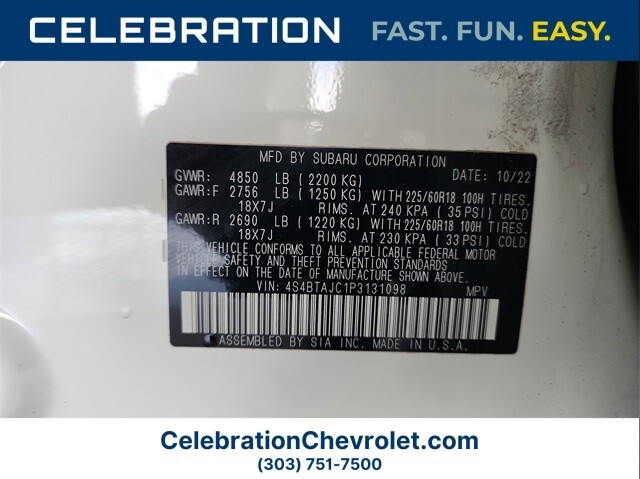 CELEBRATION FAST. FUN. EASY.
MFD BY SUBARU CORPORATION DATE: 10/22
GVWR: 4850 LB (2200 KG)
GAWR:F 2756 LB (1250 KG) WITH 225/60R18 100H TIRES.
18X7J RIMS. AT 240 KPA (35 PSI) COLD
GAWR:R 2690 LB (1220 KG) WITH 225/60R18 100H TIRES.
18X7J RIMS. AT 230 KPA (33 PSI) COLD
THIS VEHICLE CONFORMS TO ALL APPLICABLE FEDERAL MOTOR
VEHICLE SAFETY AND THEFT PREVENTION STANDARDS
IN EFFECT ON THE DATE OF MANUFACTURE SHOWN ABOVE.
VIN: 4S4BTAJC1P3131098 MPV
ASSEMBLED BY SIA INC. MADE IN U.S.A.
CelebrationChevrolet.com
(303) 751-7500